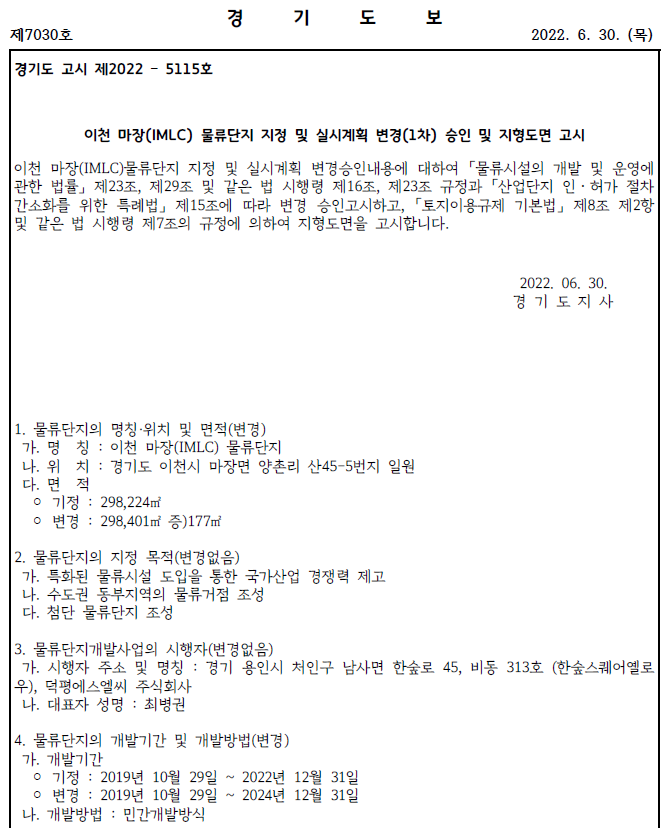 경 기 도 보
제7030호 2022. 6. 30. (목)
경기도 고시 제2022 - 5115호
이천 마장(IMLC) 물류단지 지정 및 실시계획 변경(1차) 승인 및 지형도면 고시
이천 마장(IMLC)물류단지 지정 및 실시계획 변경승인내용에 대하여 「물류시설의 개발 및 운영에
관한 법률」제23조, 제29조 및 같은 법 시행령 제16조, 제23조 규정과「산업단지 인·허가 절차
간소화를 위한 특례법」제15조에 따라 변경 승인고시하고,「토지이용규제 기본법」제8조 제2항
및 같은 법 시행령 제7조의 규정에 의하여 지형도면을 고시합니다.
2022. 06. 30.
경 기 도 지 사
1. 물류단지의 명칭·위치 및 면적(변경)
가. 명 칭 : 이천 마장(IMLC) 물류단지
나. 위 치 : 경기도 이천시 마장면 양촌리 산45-5번지 일원
다. 면 적
ㅇ 기정 : 298,224㎡
ㅇ 변경 : 298,401㎡ 증)177㎡
2. 물류단지의 지정 목적(변경없음)
가. 특화된 물류시설 도입을 통한 국가산업 경쟁력 제고
나. 수도권 동부지역의 물류거점 조성
다. 첨단 물류단지 조성
3. 물류단지개발사업의 시행자(변경없음)
가. 시행자 주소 및 명칭 : 경기 용인시 처인구 남사면 한숲로 45, 비동 313호 (한숲스퀘어옐로
우), 덕평에스엘씨 주식회사
나. 대표자 성명 : 최병권
4. 물류단지의 개발기간 및 개발방법(변경)
가. 개발기간
ㅇ 기정 : 2019년 10월 29일 ~ 2022년 12월 31일
ㅇ 변경 : 2019년 10월 29일 ~ 2024년 12월 31일
나. 개발방법 : 민간개발방식